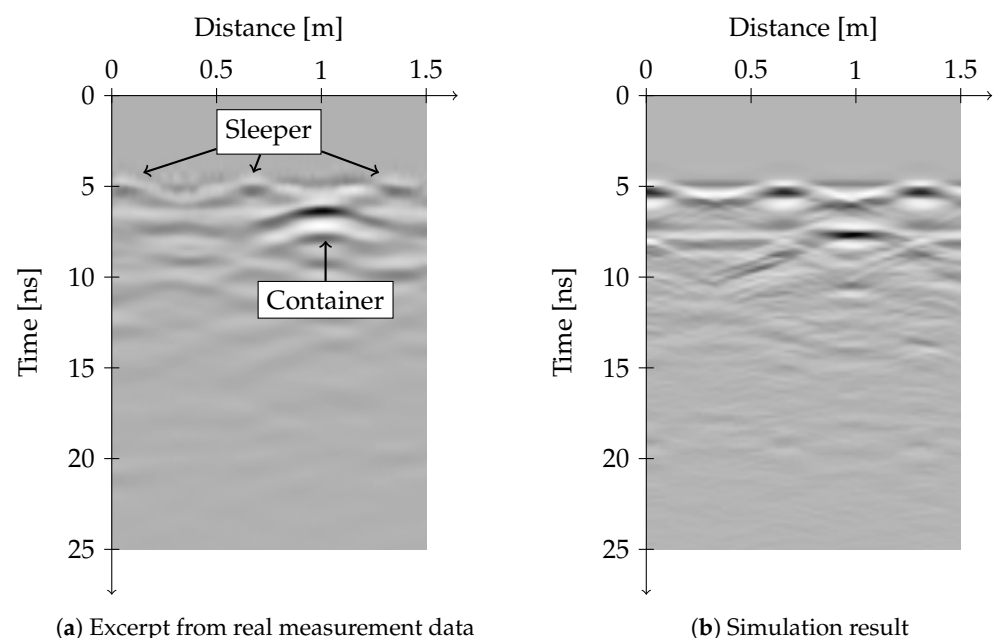 Distance [m]
0 0.5 1 1.5
0
5
10
15
20
25
Time [ns]
Sleeper
Container
(a) Excerpt from real measurement data
Distance [m]
0 0.5 1 1.5
0
5
10
15
20
25
Time [ns]
(b) Simulation result